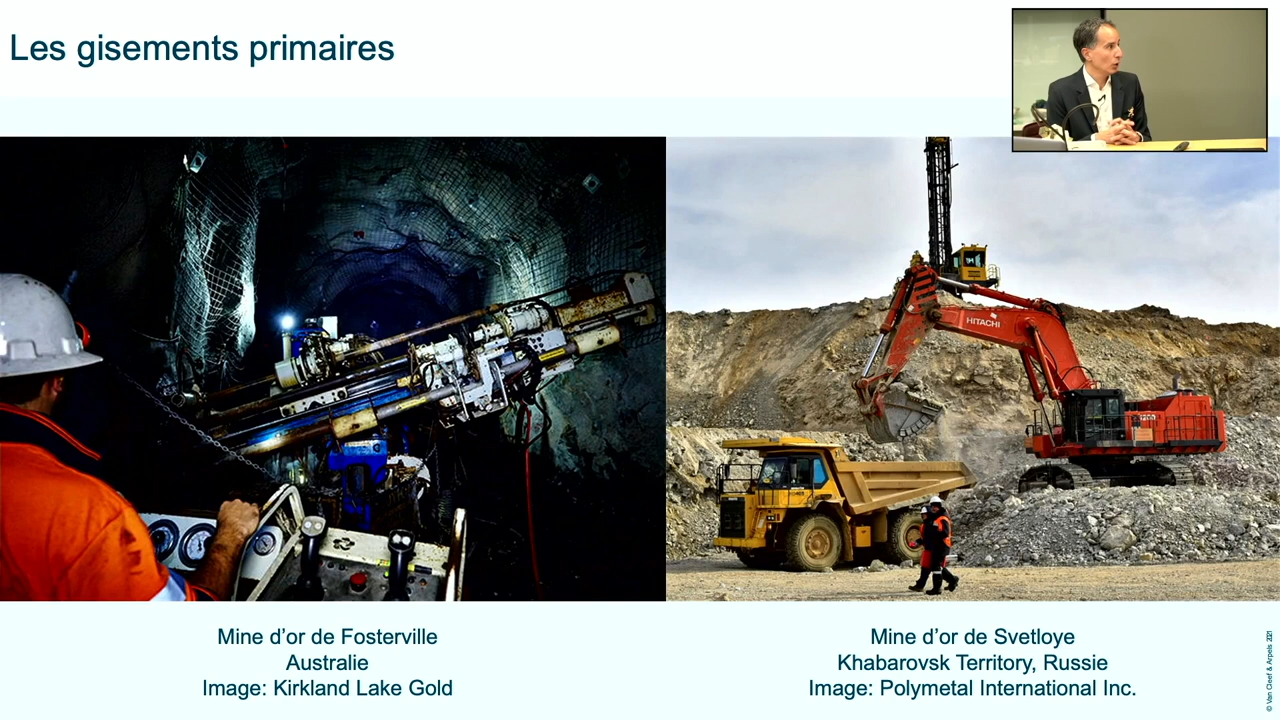 Les gisements primaires
HITACHI
1200
Mine d'or de Fosterville
Australie
Image: Kirkland Lake Gold
Mine d'or de Svetloye
Khabarovsk Territory, Russie
Image: Polymetal International Inc.
© Van Cleef & Arpels 2021